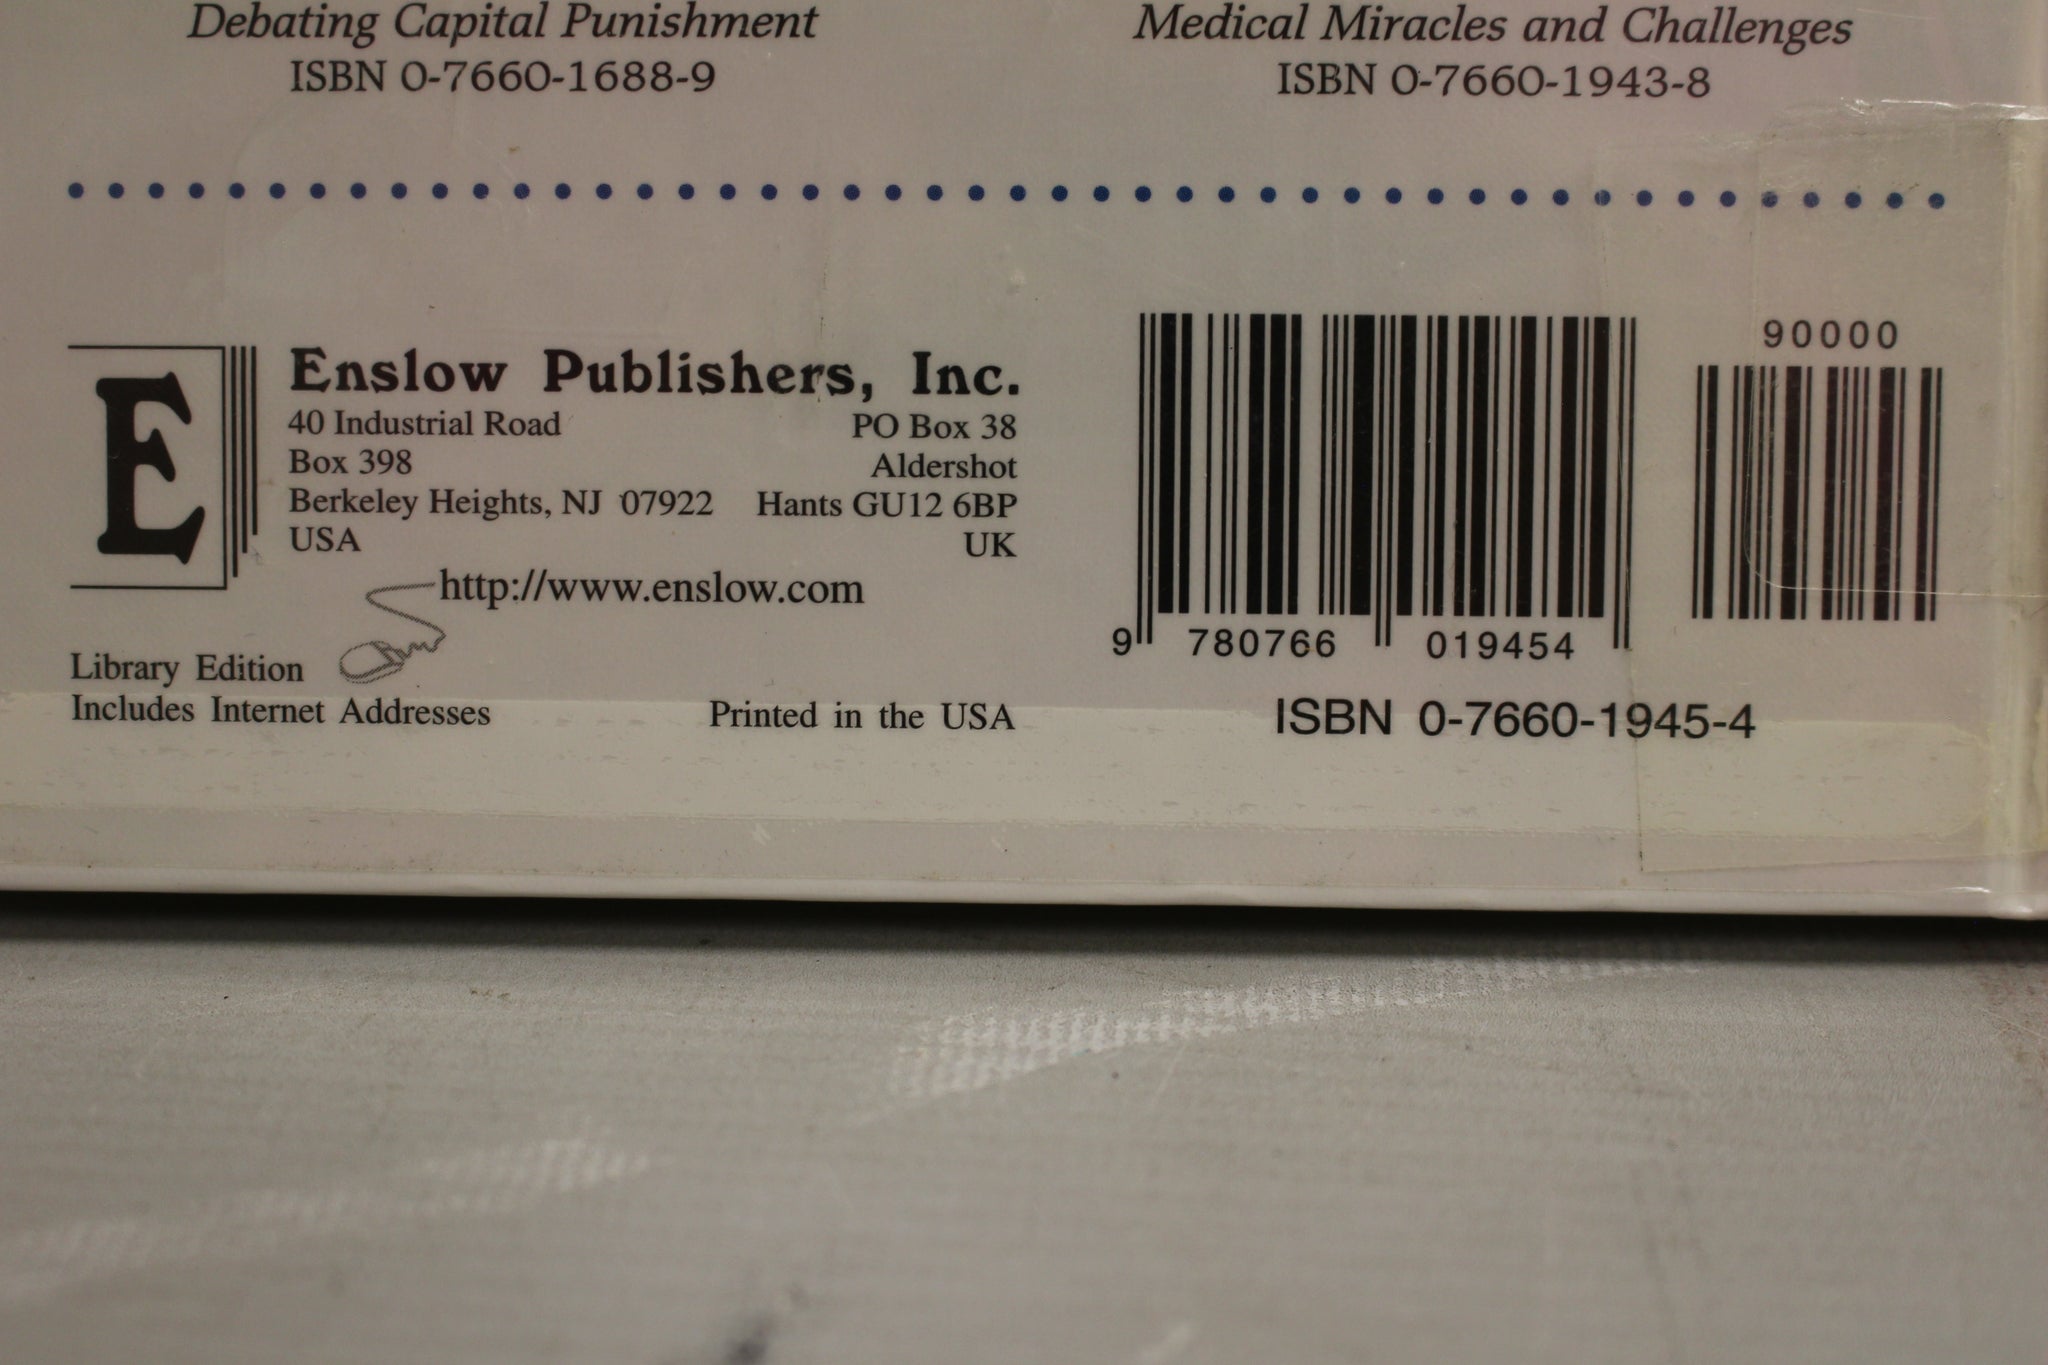 Debating Capital Punishment
ISBN 0-7660-1688-9
Medical Miracles and Challenges
ISBN 0-7660-1943-8
E
Enslow Publishers, Inc.
40 Industrial Road
Box 398
Berkeley Heights, NJ 07922
USA
PO Box 38
Aldershot
Hants GU12 6BP
UK
http://www.enslow.com
Library Edition
Includes Internet Addresses
Printed in the USA
90000
9 780766 019454
ISBN 0-7660-1945-4